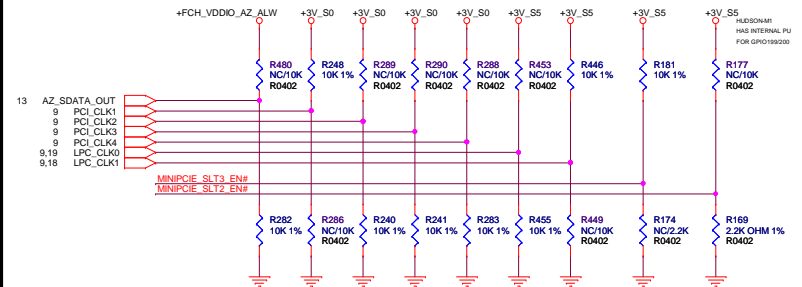 +FCH_VDDIO_AZ_ALW +3V_S0 +3V_S0 +3V_S0 +3V_S0 +3V_S5 +3V_S5 +3V_S5 +3V_S5
HUDSON-M1
HAS INTERNAL PU
FOR GPIO199/200
R480 R248 R289 R290 R288 R453 R446 R181 R177
NC/10K 10K 1% NC/10K NC/10K NC/10K NC/10K 10K 1% 10K 1% NC/10K
R0402 R0402 R0402 R0402 R0402 R0402
13 AZ_SDATA_OUT
9 PCI_CLK1
9 PCI_CLK2
9 PCI_CLK3
9 PCI_CLK4
9,19 LPC_CLK0
9,18 LPC_CLK1
MINIPCIE_SLT3_EN#
MINIPCIE_SLT2_EN#
R282 R286 R240 R241 R283 R455 R449 R174 R169
10K 1% NC/10K 10K 1% 10K 1% 10K 1% 10K 1% NC/10K NC/2.2K 2.2K OHM 1%
R0402 R0402 R0402 R0402